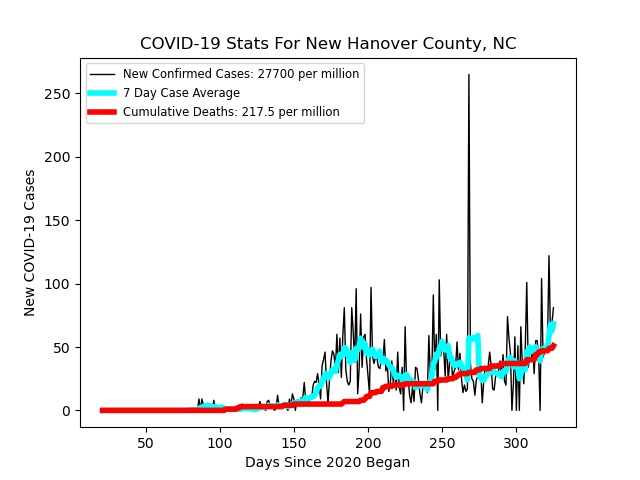 COVID-19 Stats For New Hanover County, NC
New Confirmed Cases: 27700 per million
7 Day Case Average
Cumulative Deaths: 217.5 per million
New COVID-19 Cases
250
200
150
100
50
0
50 100 150 200 250 300
Days Since 2020 Began